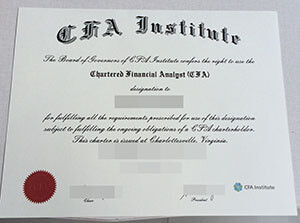 CFA Institute
The Board of Governors of CFA Institute confers the right to use the
Chartered Financial Analyst (CFA)
designation to
for fulfilling all the requirements prescribed for use of this designation
subject to fulfilling the ongoing obligations of a CFA charterholder.
This charter is issued at Charlottesville, Virginia.
President
CFA Institute